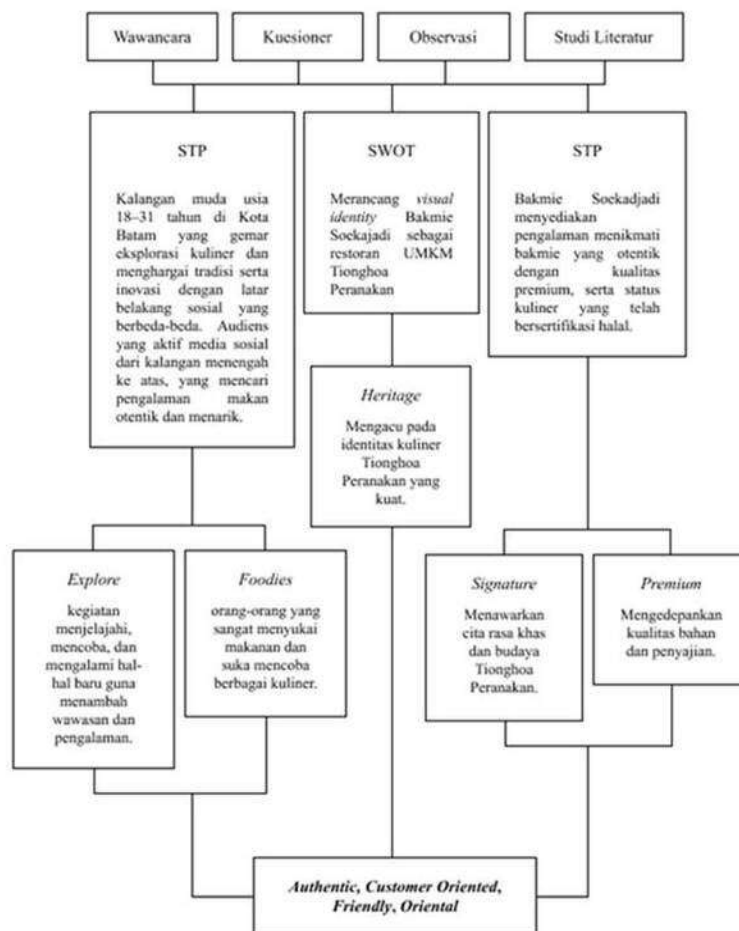 Wawancara
Kuesioner
Observasi
Studi Literatur
STP
Kalangan muda usia
18–31 tahun di Kota
Batam yang gemar
eksplorasi kuliner dan
menghargai tradisi serta
inovasi dengan latar
belakang sosial yang
berbeda-beda. Audiens
yang aktif media sosial
dari kalangan menengah
ke atas, yang mencari
pengalaman makan
otentik dan menarik.
SWOT
Merancang visual
identity Bakmie
Soekajadi sebagai
restoran UMKM
Tionghoa
Peranakan
STP
Bakmie Soekadjadi
menyediakan
pengalaman menikmati
bakmie yang otentik
dengan kualitas
premium, serta status
kuliner yang telah
bersertifikasi halal.
Heritage
Mengacu pada
identitas kuliner
Tionghoa
Peranakan yang
kuat.
Explore
kegiatan
menjelajahi,
mencoba, dan
mengalami hal-
hal baru guna
menambah
wawasan dan
pengalaman.
Foodies
orang-orang yang
sangat menyukai
makanan dan
suka mencoba
berbagai kuliner.
Signature
Menawarkan
cita rasa khas
dan budaya
Tionghoa
Peranakan.
Premium
Mengedepankan
kualitas bahan
dan penyajian.
Authentic, Customer Oriented,
Friendly, Oriental